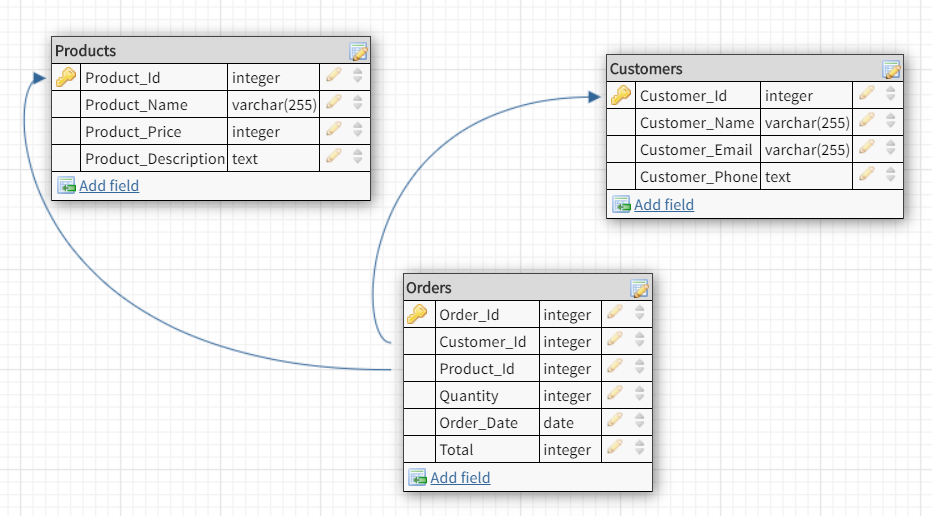 Products
Product_Id integer
Product_Name varchar(255)
Product_Price integer
Product_Description text
Add field
Customers
Customer_Id integer
Customer_Name varchar(255)
Customer_Email varchar(255)
Customer_Phone text
Add field
Orders
Order_Id integer
Customer_Id integer
Product_Id integer
Quantity integer
Order_Date date
Total integer
Add field